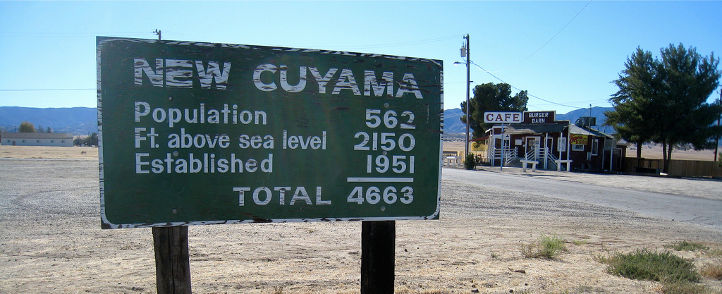 NEW CUYAMA
Population 562
Ft. above sea level 2150
Established 1951
TOTAL 4663
CAFE
BURGER
BARN